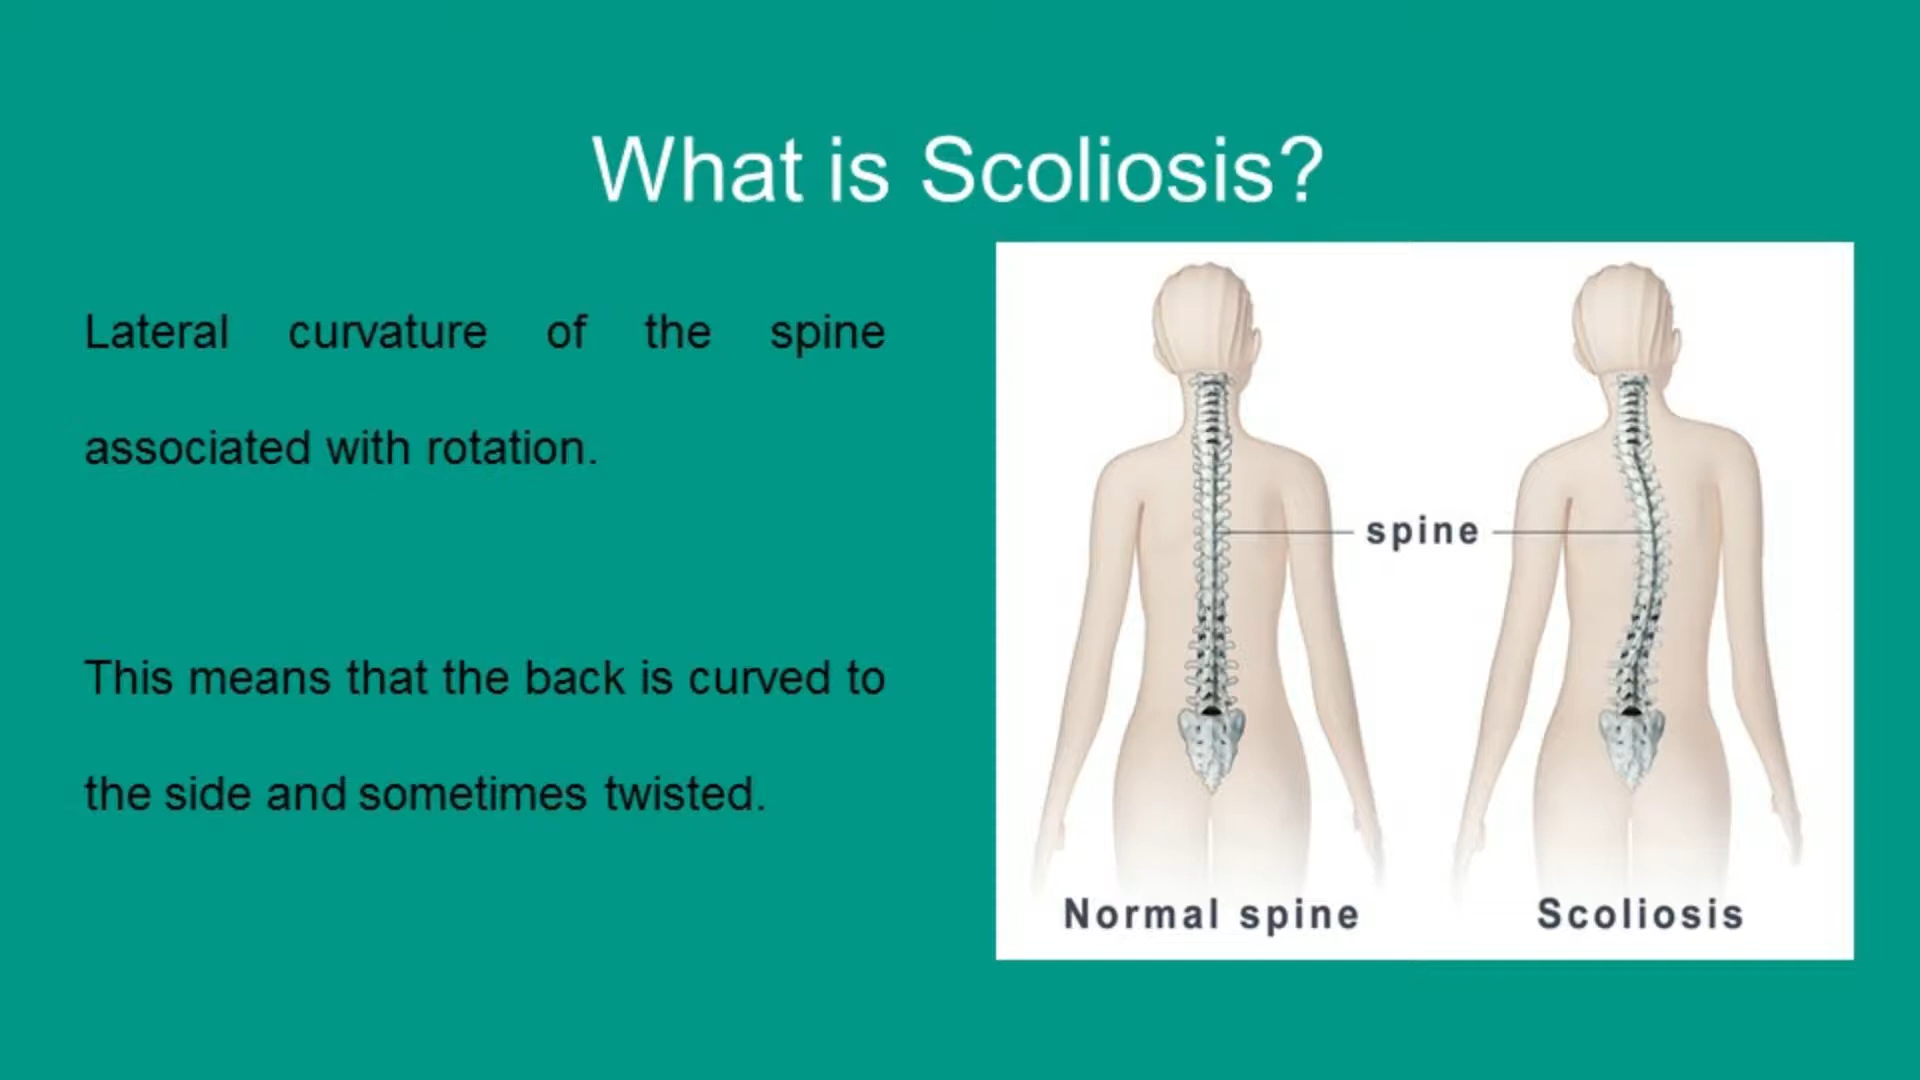 What is Scoliosis?
Lateral curvature of the spine
associated with rotation.
This means that the back is curved to
the side and sometimes twisted.
spine
Normal spine
Scoliosis